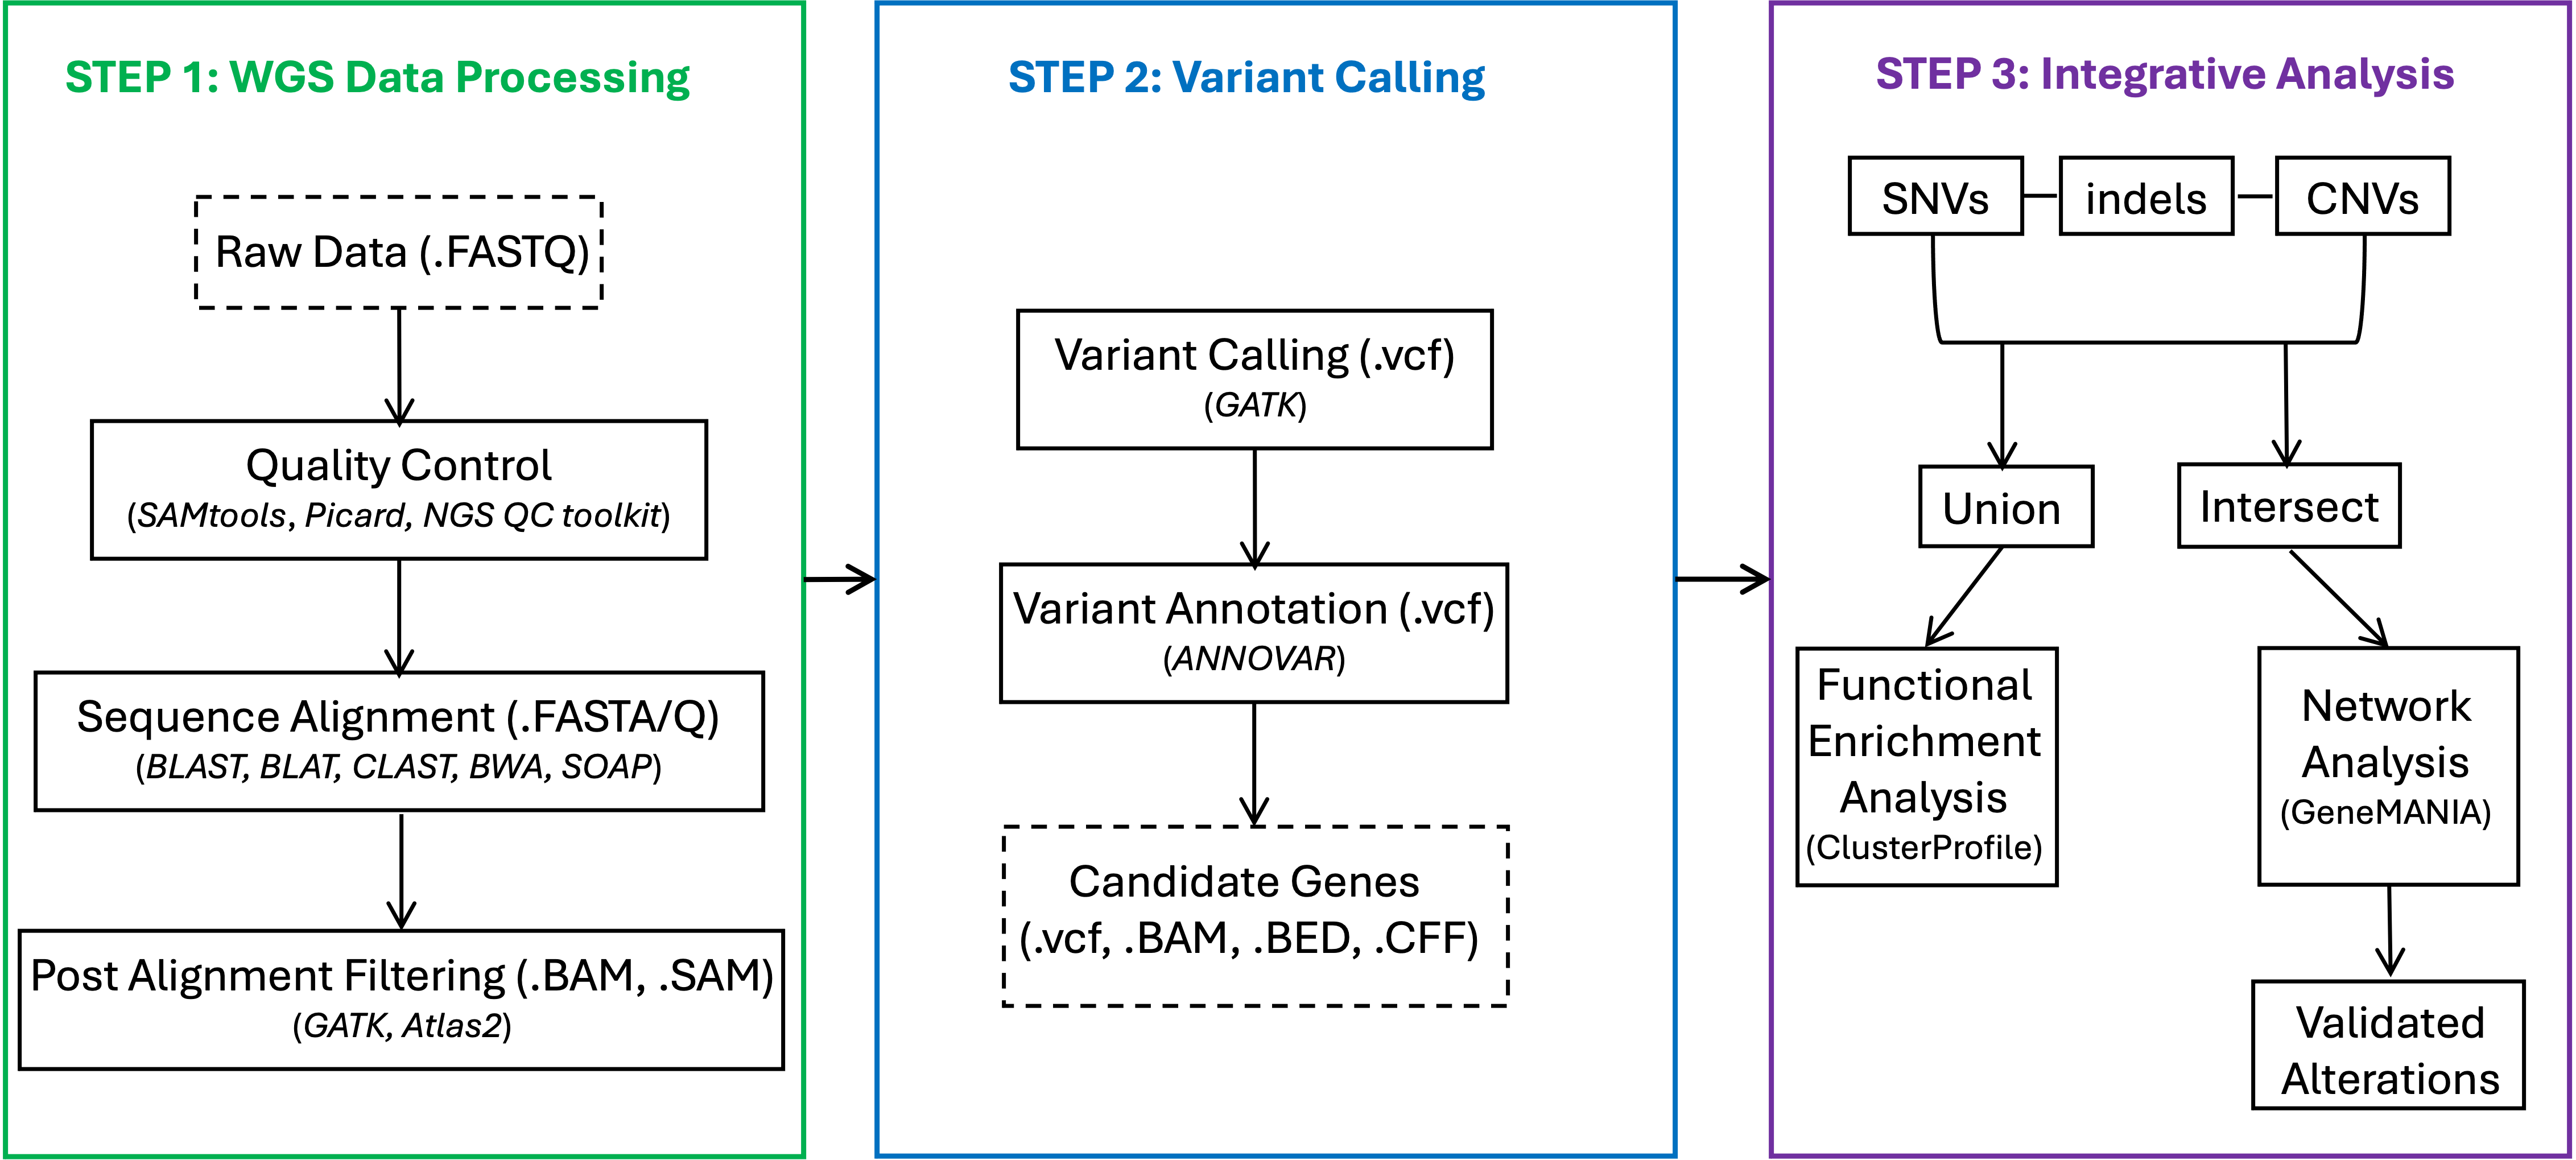 STEP 1: WGS Data Processing
Raw Data (.FASTQ)
Quality Control
(SAMtools, Picard, NGS QC toolkit)
Sequence Alignment (.FASTA/Q)
(BLAST, BLAT, CLAST, BWA, SOAP)
Post Alignment Filtering (.BAM, .SAM)
(GATK, Atlas2)
STEP 2: Variant Calling
Variant Calling (.vcf)
(GATK)
Variant Annotation (.vcf)
(ANNOVAR)
Candidate Genes
(.vcf, .BAM, .BED, .CFF)
STEP 3: Integrative Analysis
SNVs
indels
CNVs
Union
Intersect
Functional
Enrichment
Analysis
(ClusterProfile)
Network
Analysis
(GeneMANIA)
Validated
Alterations